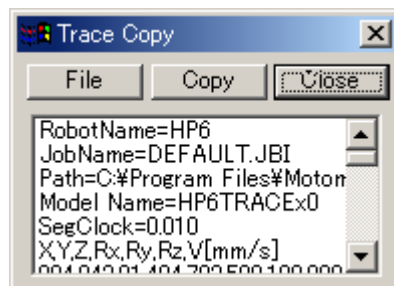 Trace Copy
File Copy Close
RobotName=HP6
JobName=DEFAULT.JBI
Path=C:¥Program Files¥Motom
Model Name=HP6TRACEx0
SegClock=0.010
X,Y,Z,Rx,Ry,Rz,V[mm/s]